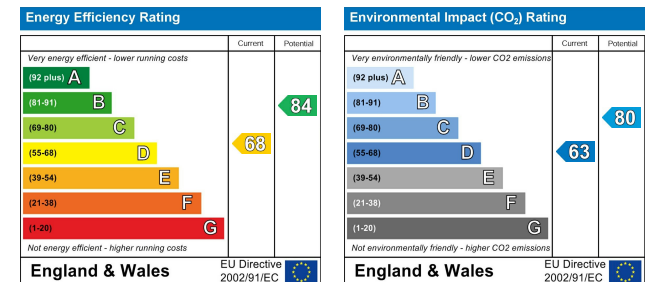 Energy Efficiency Rating
Current Potential
Very energy efficient - lower running costs
(92 plus) A
(81-91) B
(69-80) C
(55-68) D
(39-54) E
(21-38) F
(1-20) G
68
84
Not energy efficient - higher running costs
England & Wales
EU Directive
2002/91/EC
Environmental Impact (CO₂) Rating
Current Potential
Very environmentally friendly - lower CO2 emissions
(92 plus) A
(81-91) B
(69-80) C
(55-68) D
(39-54) E
(21-38) F
(1-20) G
63
80
Not environmentally friendly - higher CO2 emissions
England & Wales
EU Directive
2002/91/EC